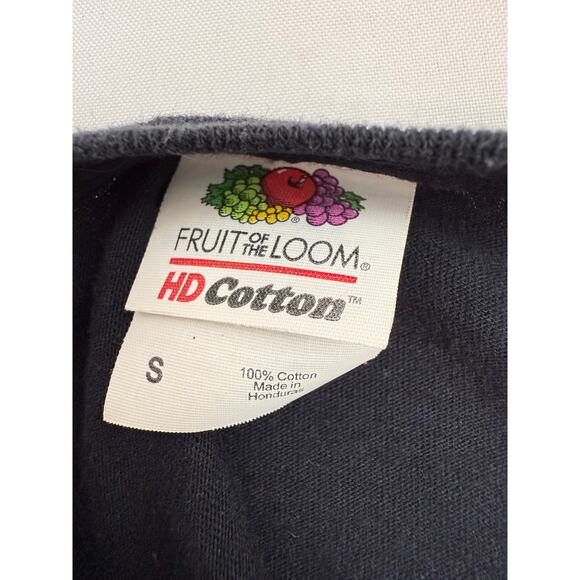 ®
FRUIT OF THE LOOM®
HD Cotton™
S
100% Cotton
Made in
Honduras